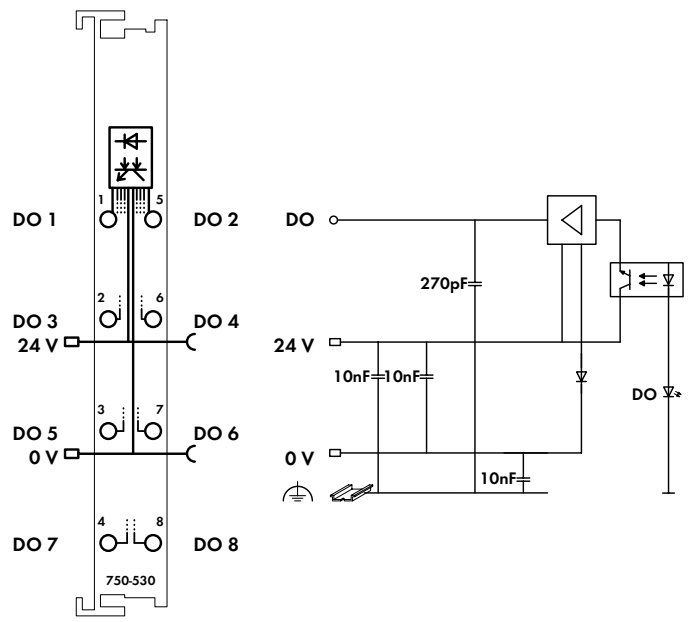 1 5
DO 1 DO 2 DO
270pF
2 6
DO 3 DO 4
24 V 24 V
10nF 10nF
DO
3 7
DO 5 DO 6
0 V 0 V
10nF
4 8
DO 7 DO 8
750-530